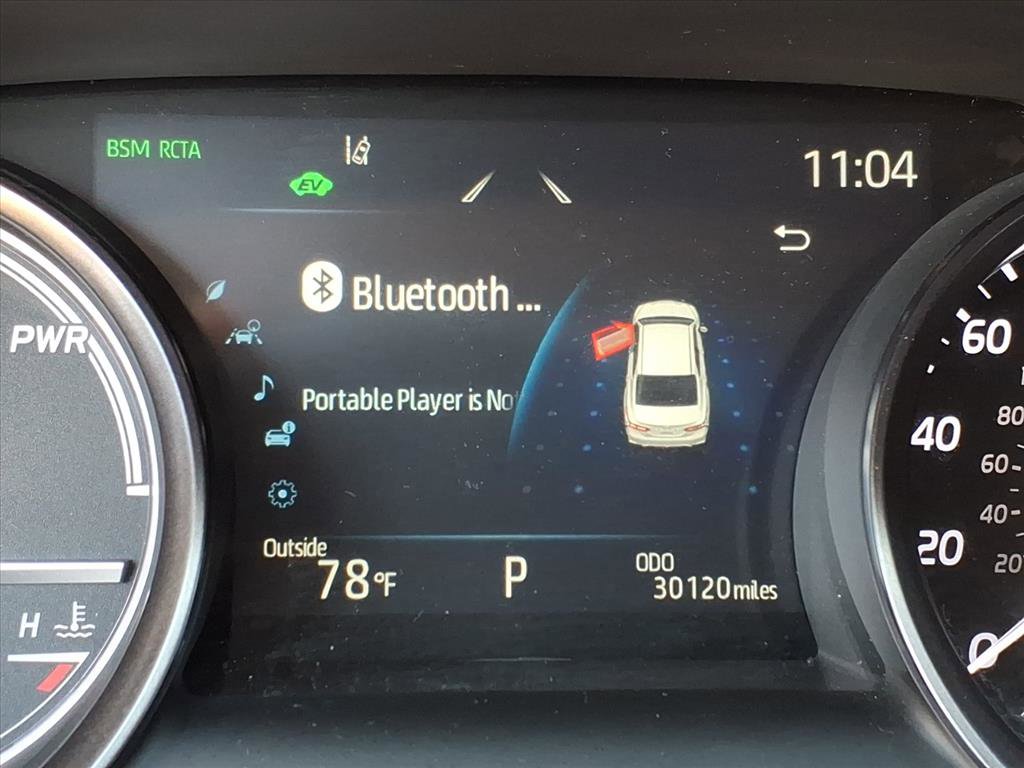 BSM RCTA
EV
11:04
Bluetooth ...
Portable Player is No
PWR
H
Outside
78°F
P
ODO
30120 miles
60
40
20
0
80
60
40
20